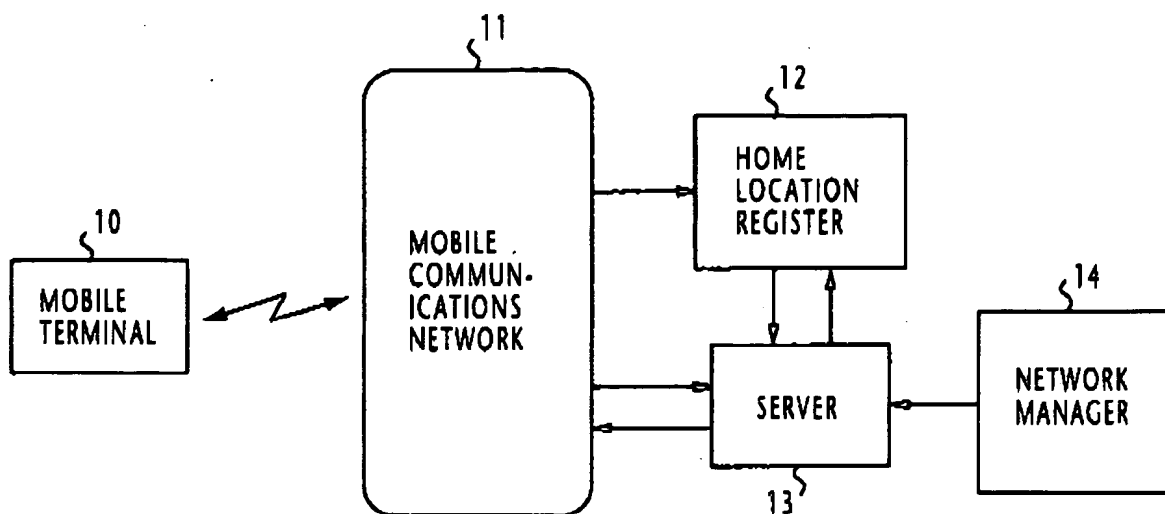 11
12
HOME
LOCATION
REGISTER
10
MOBILE
TERMINAL
MOBILE
COMMUN-
ICATIONS
NETWORK
14
SERVER
NETWORK
MANAGER
13